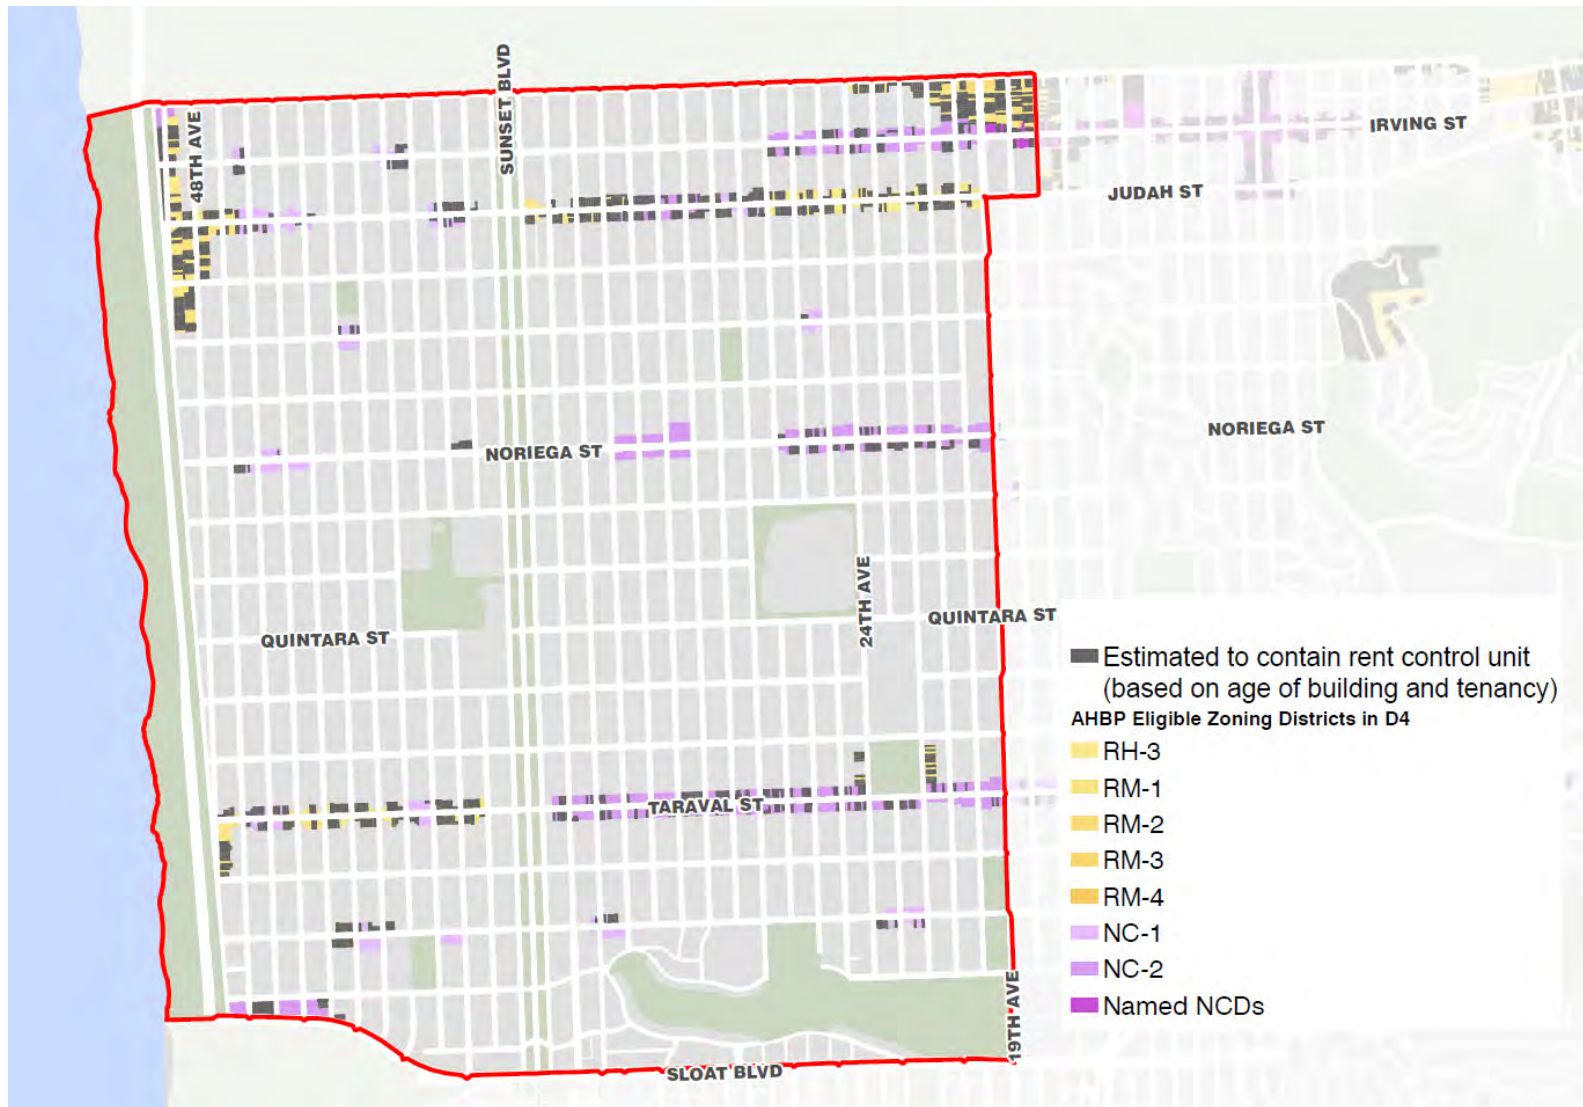 SUNSET BLVD
48TH AVE
IRVING ST
JUDAH ST
NORIEGA ST
NORIEGA ST
24TH AVE
QUINTARA ST
QUINTARA ST
Estimated to contain rent control unit
(based on age of building and tenancy)
AHBP Eligible Zoning Districts in D4
RH-3
RM-1
RM-2
RM-3
RM-4
NC-1
NC-2
Named NCDs
TARAVAL ST
19TH AVE
SLOAT BLVD